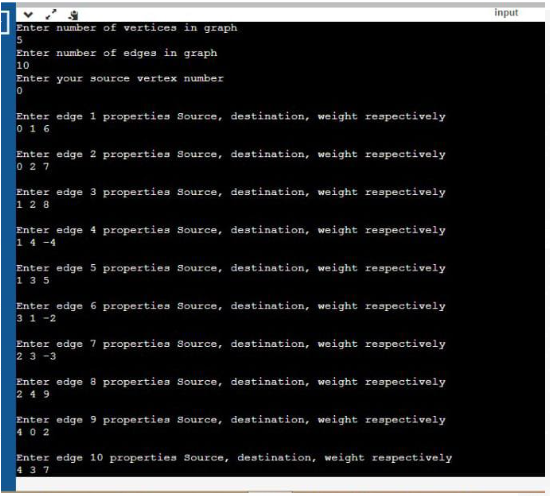 input
Enter number of vertices in graph
5
Enter number of edges in graph
10
Enter your source vertex number
0
Enter edge 1 properties Source, destination, weight respectively
0 1 6
Enter edge 2 properties Source, destination, weight respectively
0 2 7
Enter edge 3 properties Source, destination, weight respectively
1 2 8
Enter edge 4 properties Source, destination, weight respectively
1 4 -4
Enter edge 5 properties Source, destination, weight respectively
1 3 5
Enter edge 6 properties Source, destination, weight respectively
3 1 -2
Enter edge 7 properties Source, destination, weight respectively
2 3 -3
Enter edge 8 properties Source, destination, weight respectively
2 4 9
Enter edge 9 properties Source, destination, weight respectively
4 0 2
Enter edge 10 properties Source, destination, weight respectively
4 3 7